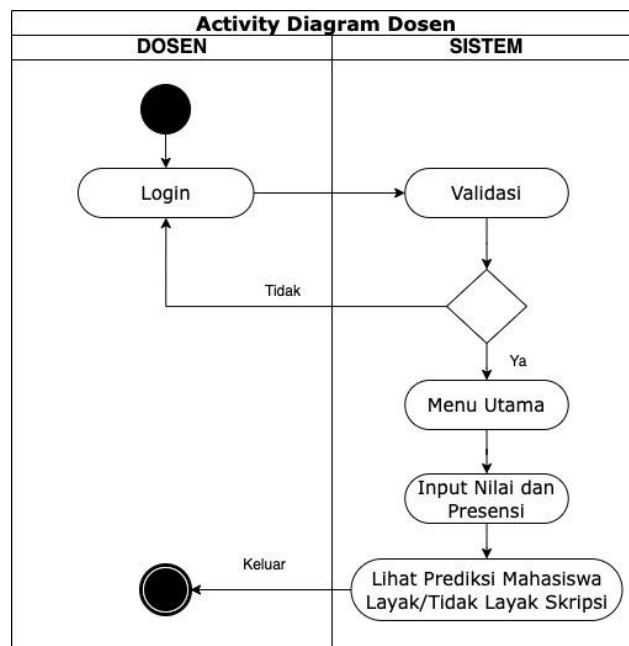 Activity Diagram Dosen
DOSEN
SISTEM
Login
Validasi
Tidak
Ya
Menu Utama
Input Nilai dan
Presensi
Keluar
Lihat Prediksi Mahasiswa
Layak/Tidak Layak Skripsi